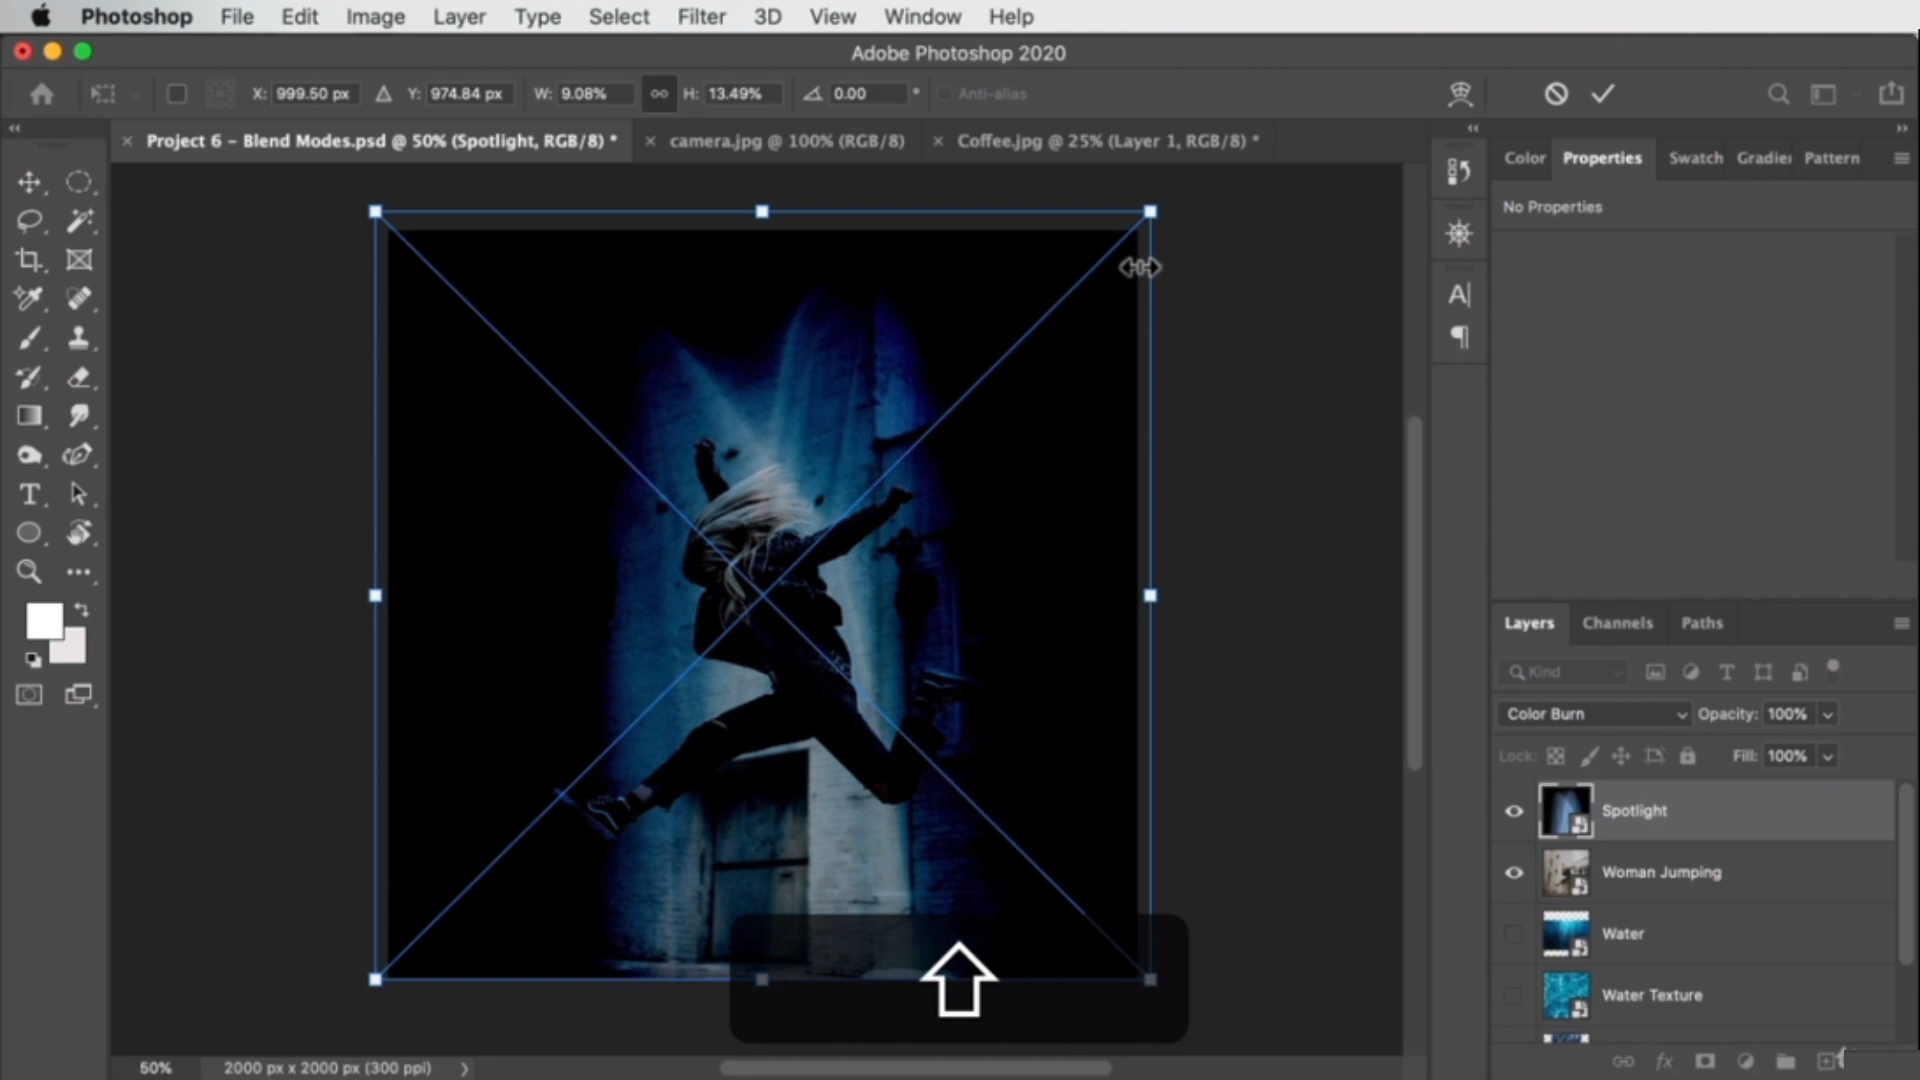 Photoshop File Edit Image Layer Type Select Filter 3D View Window Help
Adobe Photoshop 2020
X: 999.50 px Y: 974.84 px W: 9.08% H: 13.49% 0.00 ° Anti-alias
Project 6 - Blend Modes.psd @ 50% (Spotlight, RGB/8) * camera.jpg @ 100% (RGB/8) Coffee.jpg @ 25% (Layer 1, RGB/8) *
Color Properties Swatch Gradie Pattern
No Properties
Layers Channels Paths
Kind
Color Burn Opacity: 100%
Lock: Fill: 100%
Spotlight
Woman Jumping
Water
Water Texture
fx
50% 2000 px x 2000 px (300 ppi)